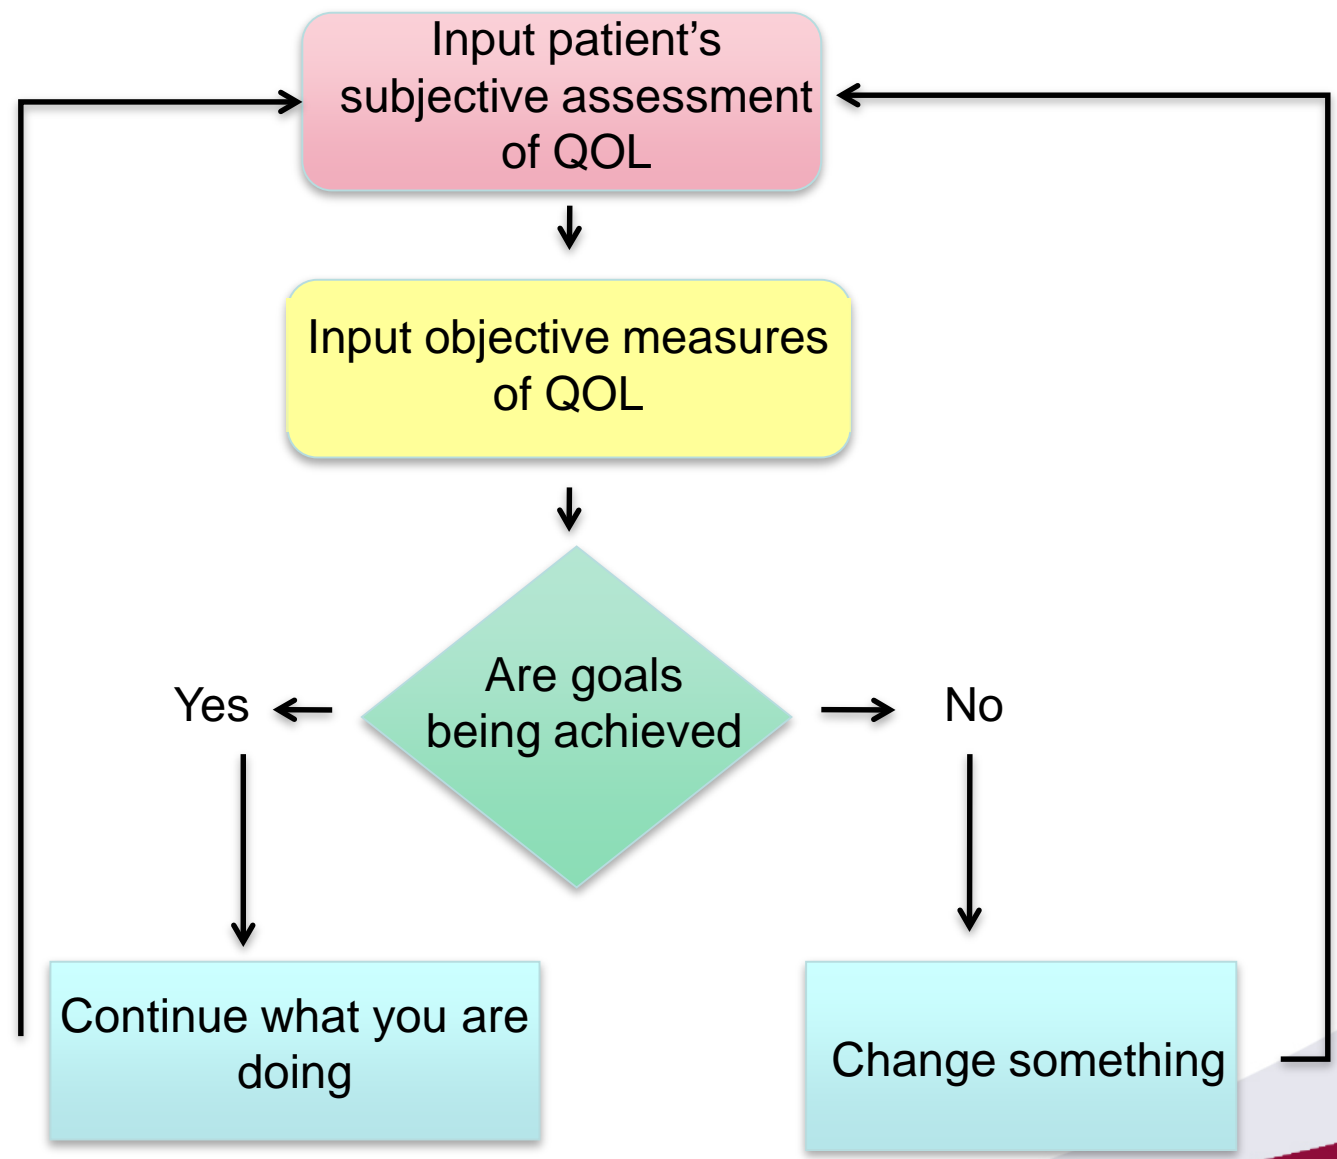 Input patient’s
subjective assessment
of QOL
Input objective measures
of QOL
Are goals
being achieved
Yes
No
Continue what you are
doing
Change something